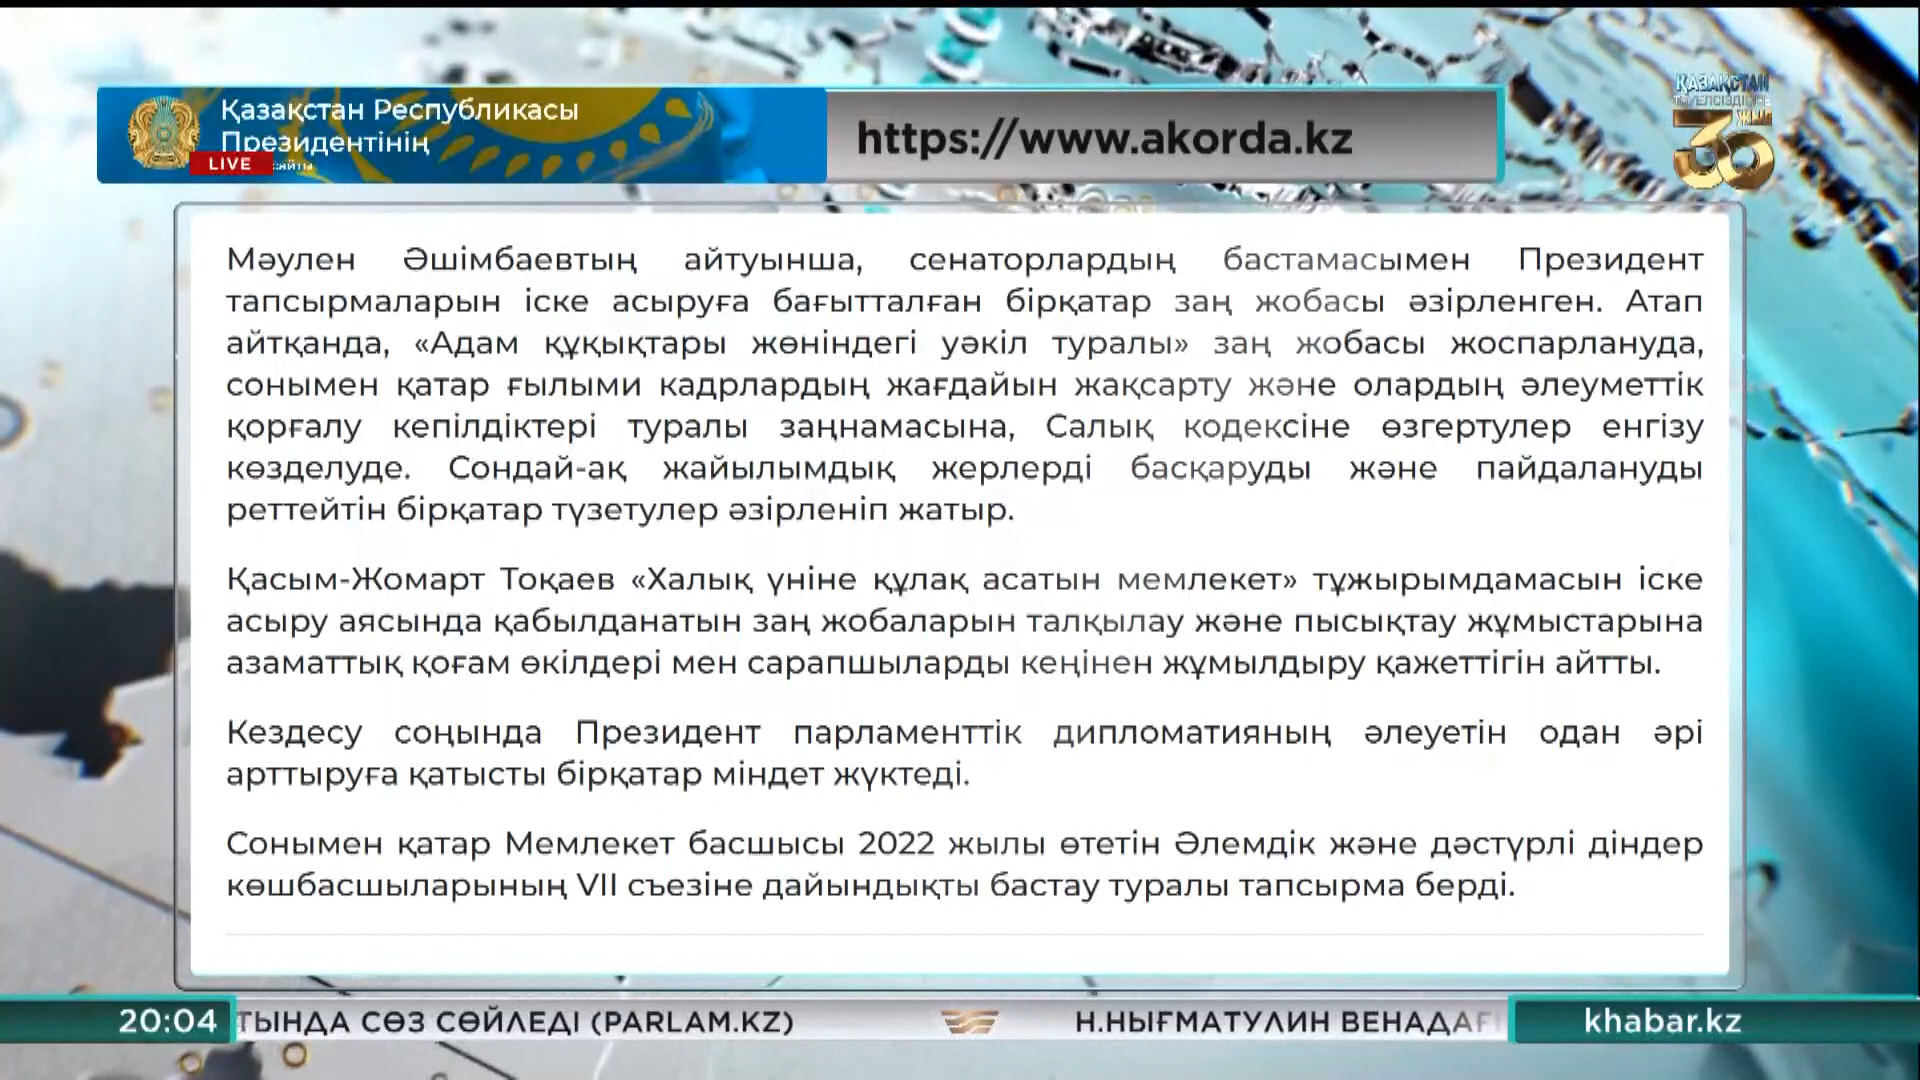 Қазақстан Республикасы
Президентінің
LIVE
сайты
https://www.akorda.kz
ҚАЗАҚСТАН
ТӘУЕЛСІЗДІГІНЕ
30 ЖЫЛ
Мәулен Әшімбаевтың айтуынша, сенаторлардың бастамасымен Президент
тапсырмаларын іске асыруға бағытталған бірқатар заң жобасы әзірленген. Атап
айтқанда, «Адам құқықтары жөніндегі уәкіл туралы» заң жобасы жоспарлануда,
сонымен қатар ғылыми кадрлардың жағдайын жақсарту және олардың әлеуметтік
қорғалу кепілдіктері туралы заңнамасына, Салық кодексіне өзгертулер енгізу
көзделуде. Сондай-ақ жайылымдық жерлерді басқаруды және пайдалануды
реттейтін бірқатар түзетулер әзірленіп жатыр.
Қасым-Жомарт Тоқаев «Халық үніне құлақ асатын мемлекет» тұжырымдамасын іске
асыру аясында қабылданатын заң жобаларын талқылау және пысықтау жұмыстарына
азаматтық қоғам өкілдері мен сарапшыларды кеңінен жұмылдыру қажеттігін айтты.
Кездесу соңында Президент парламенттік дипломатияның әлеуетін одан әрі
арттыруға қатысты бірқатар міндет жүктеді.
Сонымен қатар Мемлекет басшысы 2022 жылы өтетін Әлемдік және дәстүрлі діндер
көшбасшыларының VII съезіне дайындықты бастау туралы тапсырма берді.
20:04 ТЫНДА СӨЗ СӨЙЛЕДІ (PARLAM.KZ) Н.НЫҒМАТУЛИН ВЕНАДАҒ khabar.kz